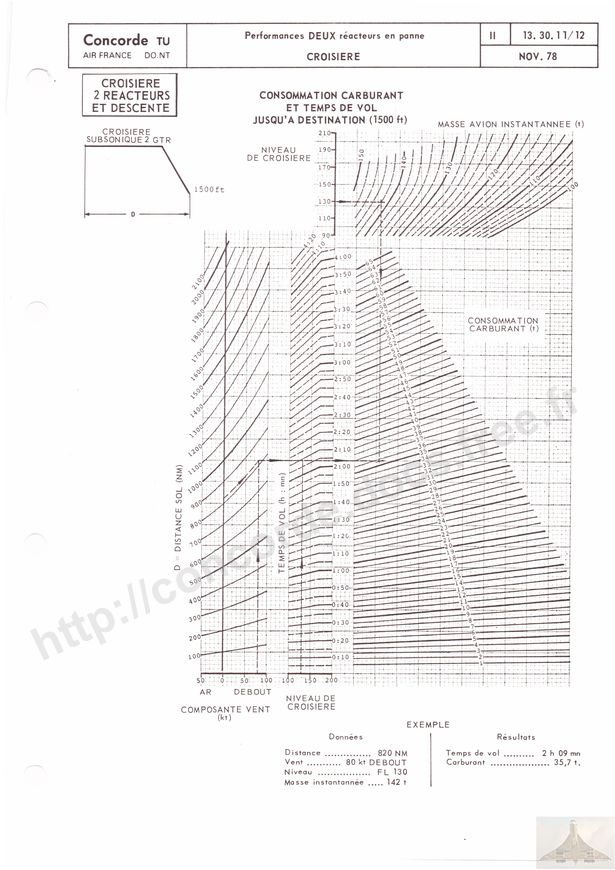 Concorde TU
AIR FRANCE DO.NT
Performances DEUX réacteurs en panne
CROISIERE
II
13. 30. 11/12
NOV. 78
CROISIERE
2 REACTEURS
ET DESCENTE
CONSOMMATION CARBURANT
ET TEMPS DE VOL
JUSQU'A DESTINATION (1500 ft)
CROISIERE
SUBSONIQUE 2 GTR
1500 ft
D
NIVEAU
DE CROISIERE
MASSE AVION INSTANTANEE (t)
210
190
170
150
130
110
90
150
140
130
120
110
100
CONSOMMATION
CARBURANT (t)
D = DISTANCE SOL (NM)
2100
2000
1900
1800
1700
1600
1500
1400
1300
1200
1100
1000
900
800
700
600
500
400
300
200
100
TEMPS DE VOL (h : mn)
4:20
4:10
4:00
3:50
3:40
3:30
3:20
3:10
3:00
2:50
2:40
2:30
2:20
2:10
2:00
1:50
1:40
1:30
1:20
1:10
1:00
0:50
0:40
0:30
0:20
0:10
50 0 50 100 100 150 200
AR DEBOUT
COMPOSANTE VENT
(kt)
NIVEAU DE
CROISIERE
EXEMPLE
Données
Distance ............... 820 NM
Vent ........... 80 kt DEBOUT
Niveau ................. FL 130
Masse instantannée ..... 142 t
Résultats
Temps de vol .......... 2 h 09 mn
Carburant ............... 35,7 t.
http://concorde.docs.free.fr